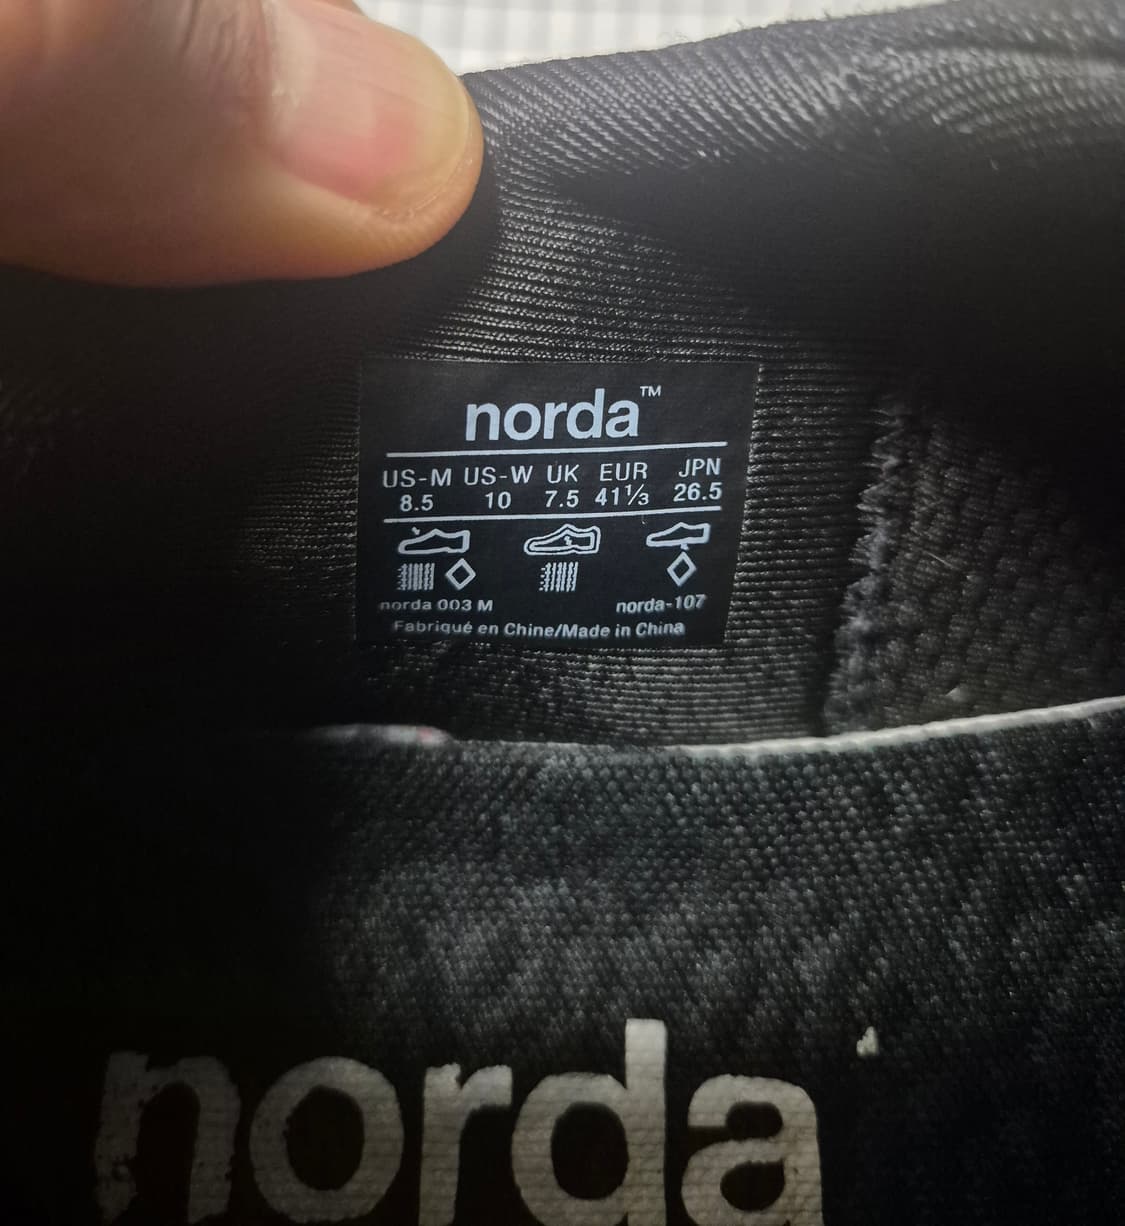 norda™
US-M US-W UK EUR JPN
8.5 10 7.5 41⅓ 26.5
norda 003 M norda-107
Fabriqué en Chine/Made in China
norda